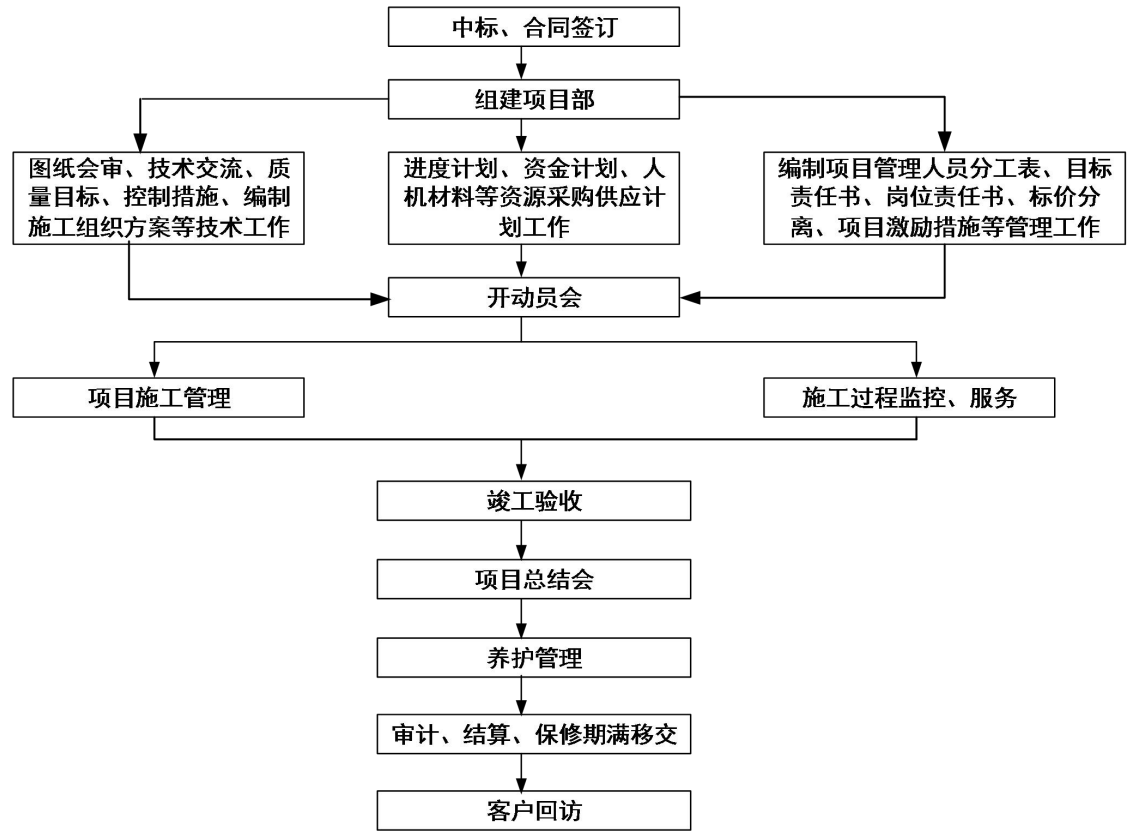 中标、合同签订
组建项目部
图纸会审、技术交流、质
量目标、控制措施、编制
施工组织方案等技术工作
进度计划、资金计划、人
机材料等资源采购供应计
划工作
编制项目管理人员分工表、目标
责任书、岗位责任书、标价分
离、项目激励措施等管理工作
开动员会
项目施工管理
施工过程监控、服务
竣工验收
项目总结会
养护管理
审计、结算、保修期满移交
客户回访